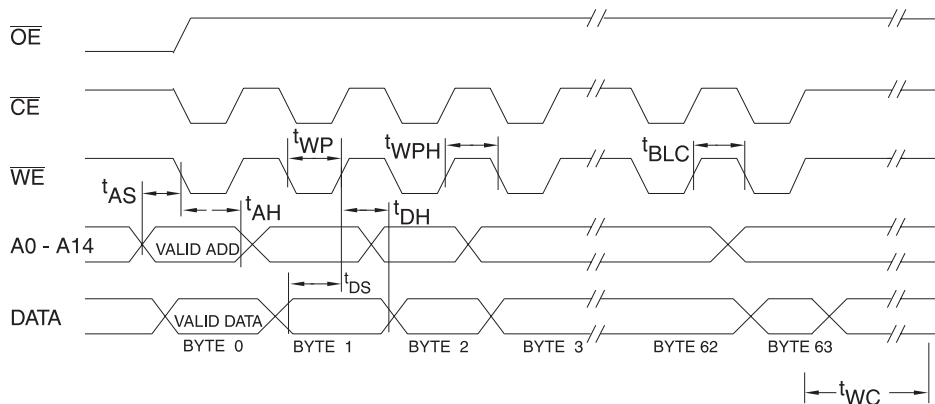 OE
CE
tWP
tWPH
tBLC
WE
tAS
tAH
tDH
A0 - A14
VALID ADD
tDS
DATA
VALID DATA
BYTE 0
BYTE 1
BYTE 2
BYTE 3
BYTE 62
BYTE 63
tWC